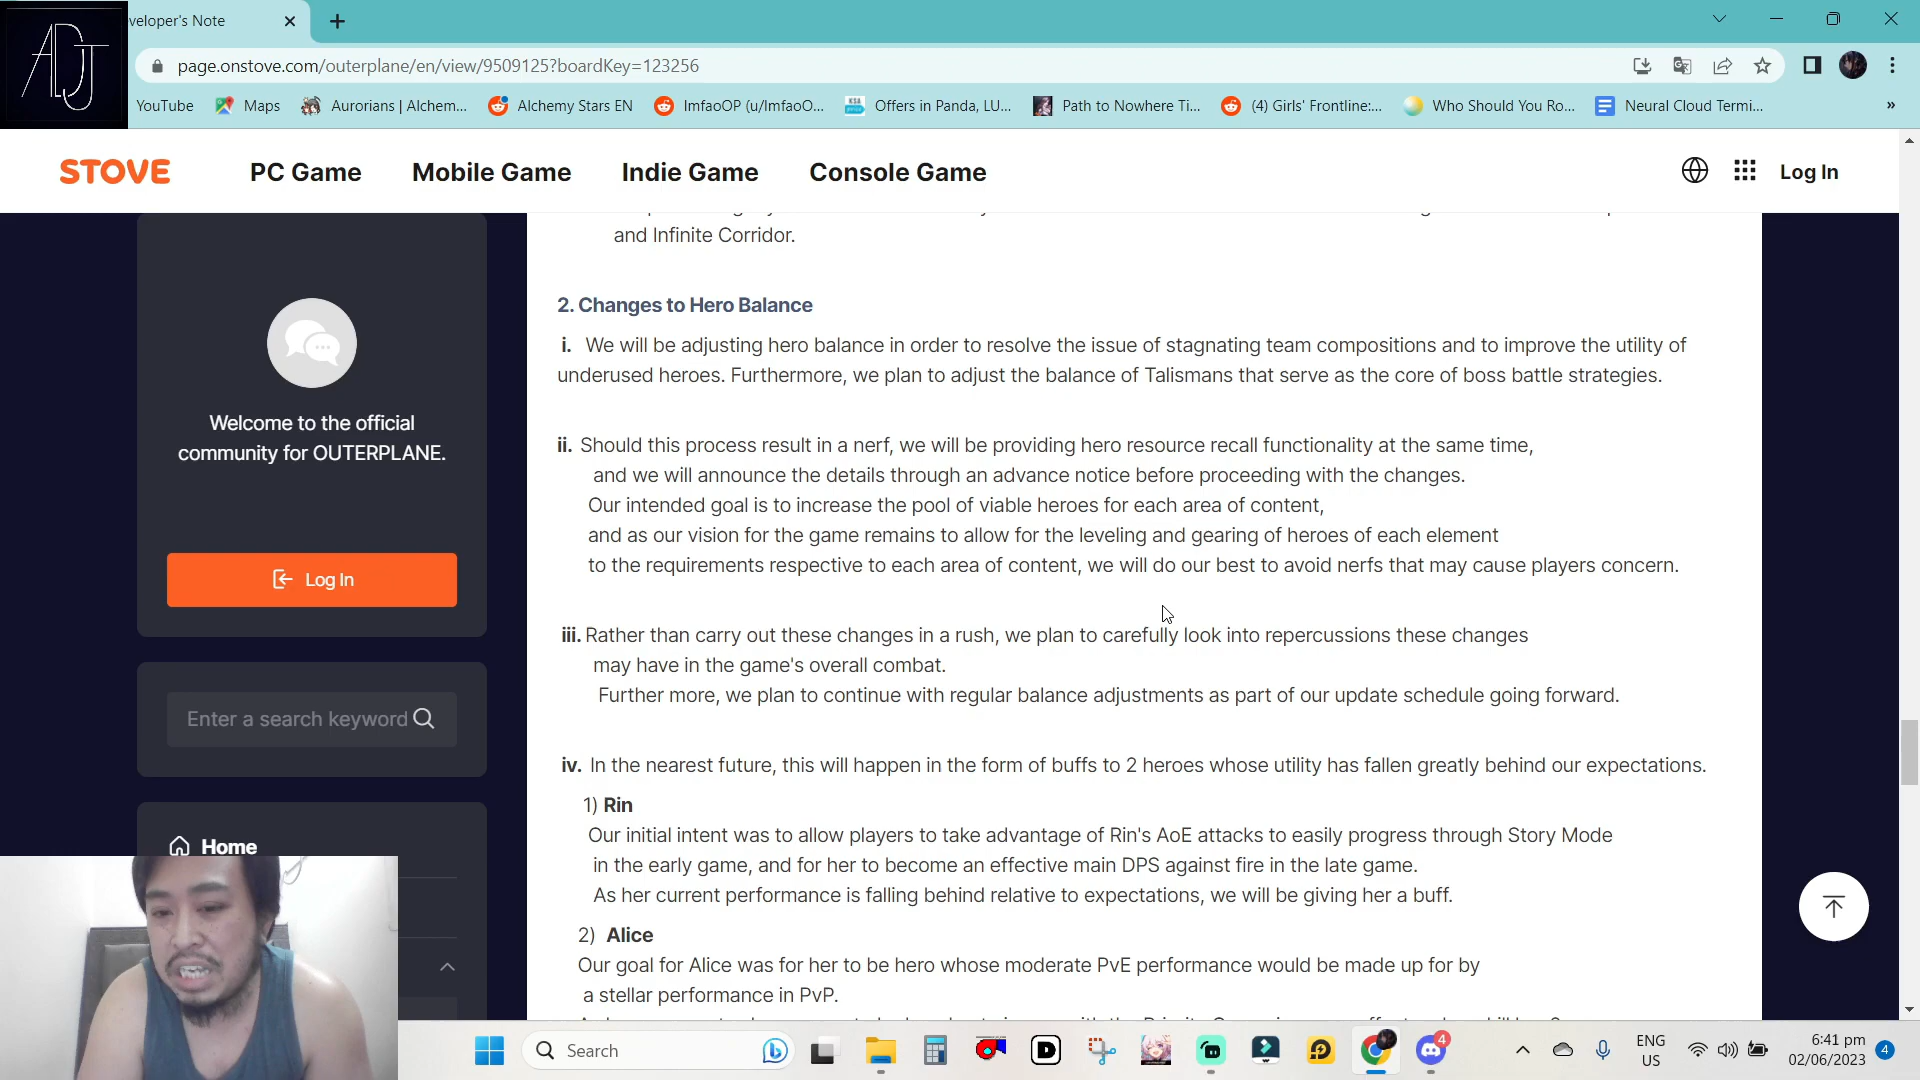 ADJ
veloper's Note
page.onstove.com/outerplane/en/view/9509125?boardKey=123256
YouTube
Maps
Aurorians | Alchem...
Alchemy Stars EN
ImfaoOP (u/ImfaoO...
Offers in Panda, LU...
Path to Nowhere Ti...
(4) Girls' Frontline:...
Who Should You Ro...
Neural Cloud Termi...
»
STOVE
PC Game
Mobile Game
Indie Game
Console Game
Log In
Welcome to the official
community for OUTERPLANE.
Log In
Enter a search keyword
Home
and Infinite Corridor.
2. Changes to Hero Balance
i. We will be adjusting hero balance in order to resolve the issue of stagnating team compositions and to improve the utility of
underused heroes. Furthermore, we plan to adjust the balance of Talismans that serve as the core of boss battle strategies.
ii. Should this process result in a nerf, we will be providing hero resource recall functionality at the same time,
and we will announce the details through an advance notice before proceeding with the changes.
Our intended goal is to increase the pool of viable heroes for each area of content,
and as our vision for the game remains to allow for the leveling and gearing of heroes of each element
to the requirements respective to each area of content, we will do our best to avoid nerfs that may cause players concern.
iii. Rather than carry out these changes in a rush, we plan to carefully look into repercussions these changes
may have in the game's overall combat.
Further more, we plan to continue with regular balance adjustments as part of our update schedule going forward.
iv. In the nearest future, this will happen in the form of buffs to 2 heroes whose utility has fallen greatly behind our expectations.
1) Rin
Our initial intent was to allow players to take advantage of Rin's AoE attacks to easily progress through Story Mode
in the early game, and for her to become an effective main DPS against fire in the late game.
As her current performance is falling behind relative to expectations, we will be giving her a buff.
2) Alice
Our goal for Alice was for her to be hero whose moderate PvE performance would be made up for by
a stellar performance in PvP.
Search
4
ENG
US
6:41 pm
02/06/2023
4